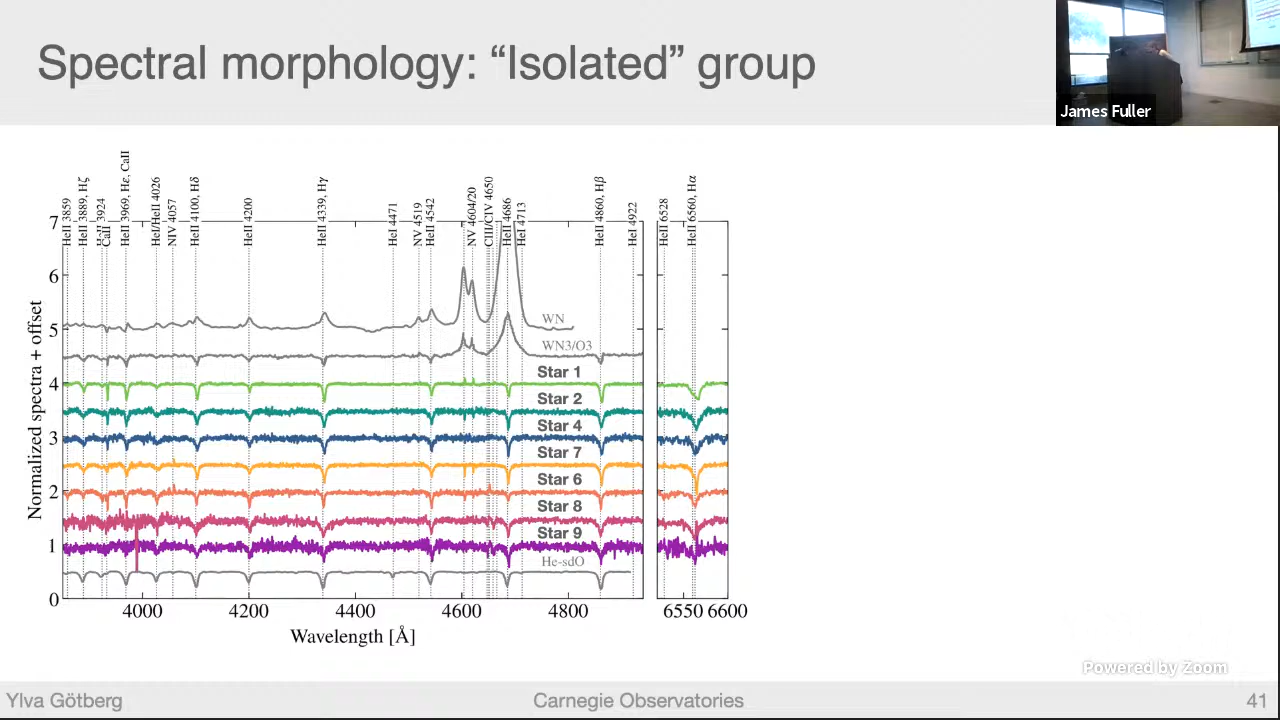 Spectral morphology: “Isolated” group
James Fuller
HeII 3859
HeII 3889, Hζ
HeII 3924
CaII
HeII 3969, Hε, CaII
HeI/HeII 4026
NIV 4057
HeII 4100, Hδ
HeII 4200
HeII 4339, Hγ
HeI 4471
NV 4519
HeII 4542
NV 4604/20
CIII/CIV 4650
HeII 4686
HeI 4713
HeII 4860, Hβ
HeI 4922
HeII 6528
HeII 6560, Hα
7
6
5
4
3
2
1
0
Normalized spectra + offset
WN
WN3/O3
Star 1
Star 2
Star 4
Star 7
Star 6
Star 8
Star 9
He-sdO
4000 4200 4400 4600 4800 6550 6600
Wavelength [Å]
Powered by Zoom
Ylva Götberg Carnegie Observatories 41